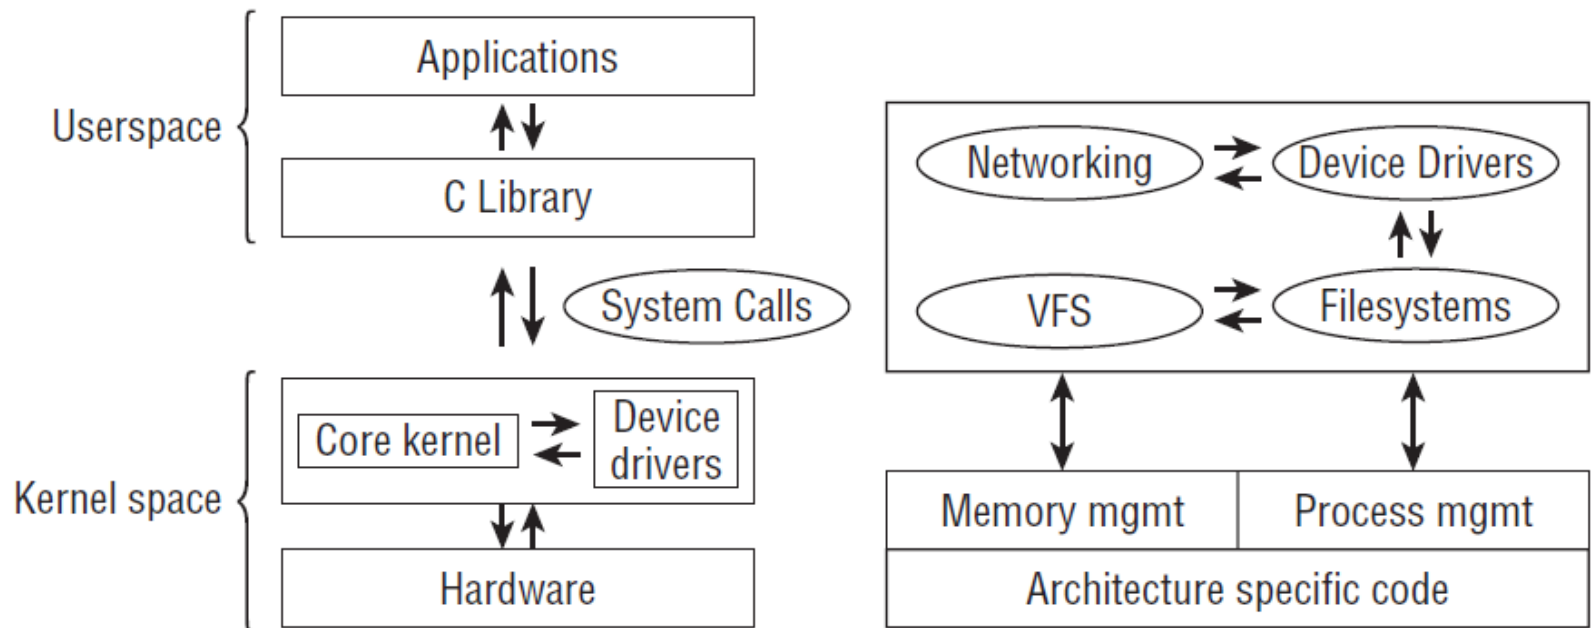 Userspace
Applications
C Library
System Calls
Kernel space
Core kernel
Device
drivers
Hardware
Networking
Device Drivers
VFS
Filesystems
Memory mgmt
Process mgmt
Architecture specific code